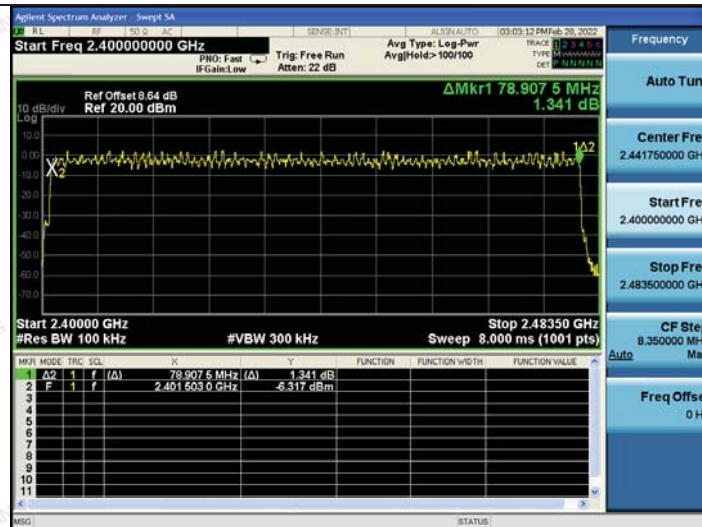 Agilent Spectrum Analyzer - Swept SA
RL RF 50 Ω AC SENSE:INT ALIGN AUTO 03:03:12 PM Feb 28, 2022
Start Freq 2.400000000 GHz
PNO: Fast
IFGain:Low
Trig: Free Run
Atten: 22 dB
Avg Type: Log-Pwr
Avg|Hold:> 100/100
TRACE 1 2 3 4 5 6
TYPE M
DET P N N N N N
Ref Offset 8.64 dB
Ref 20.00 dBm
10 dB/div
Log
ΔMkr1 78.907 5 MHz
1.341 dB
10.0
0.00
-10.0
-20.0
-30.0
-40.0
-50.0
-60.0
-70.0
X2
1Δ2
Start 2.40000 GHz
Stop 2.48350 GHz
#Res BW 100 kHz
#VBW 300 kHz
Sweep 8.000 ms (1001 pts)
MKR MODE TRC SCL X Y FUNCTION FUNCTION WIDTH FUNCTION VALUE
1 Δ2 1 f (Δ) 78.907 5 MHz (Δ) 1.341 dB
2 F 1 f 2.401 503 0 GHz -6.317 dBm
3
4
5
6
7
8
9
10
11
MSG
STATUS
Frequency
Auto Tun
Center Fre
2.441750000 GH
Start Fre
2.400000000 GH
Stop Fre
2.483500000 GH
CF Ste
8.350000 MH
Auto Ma
Freq Offse
0 H